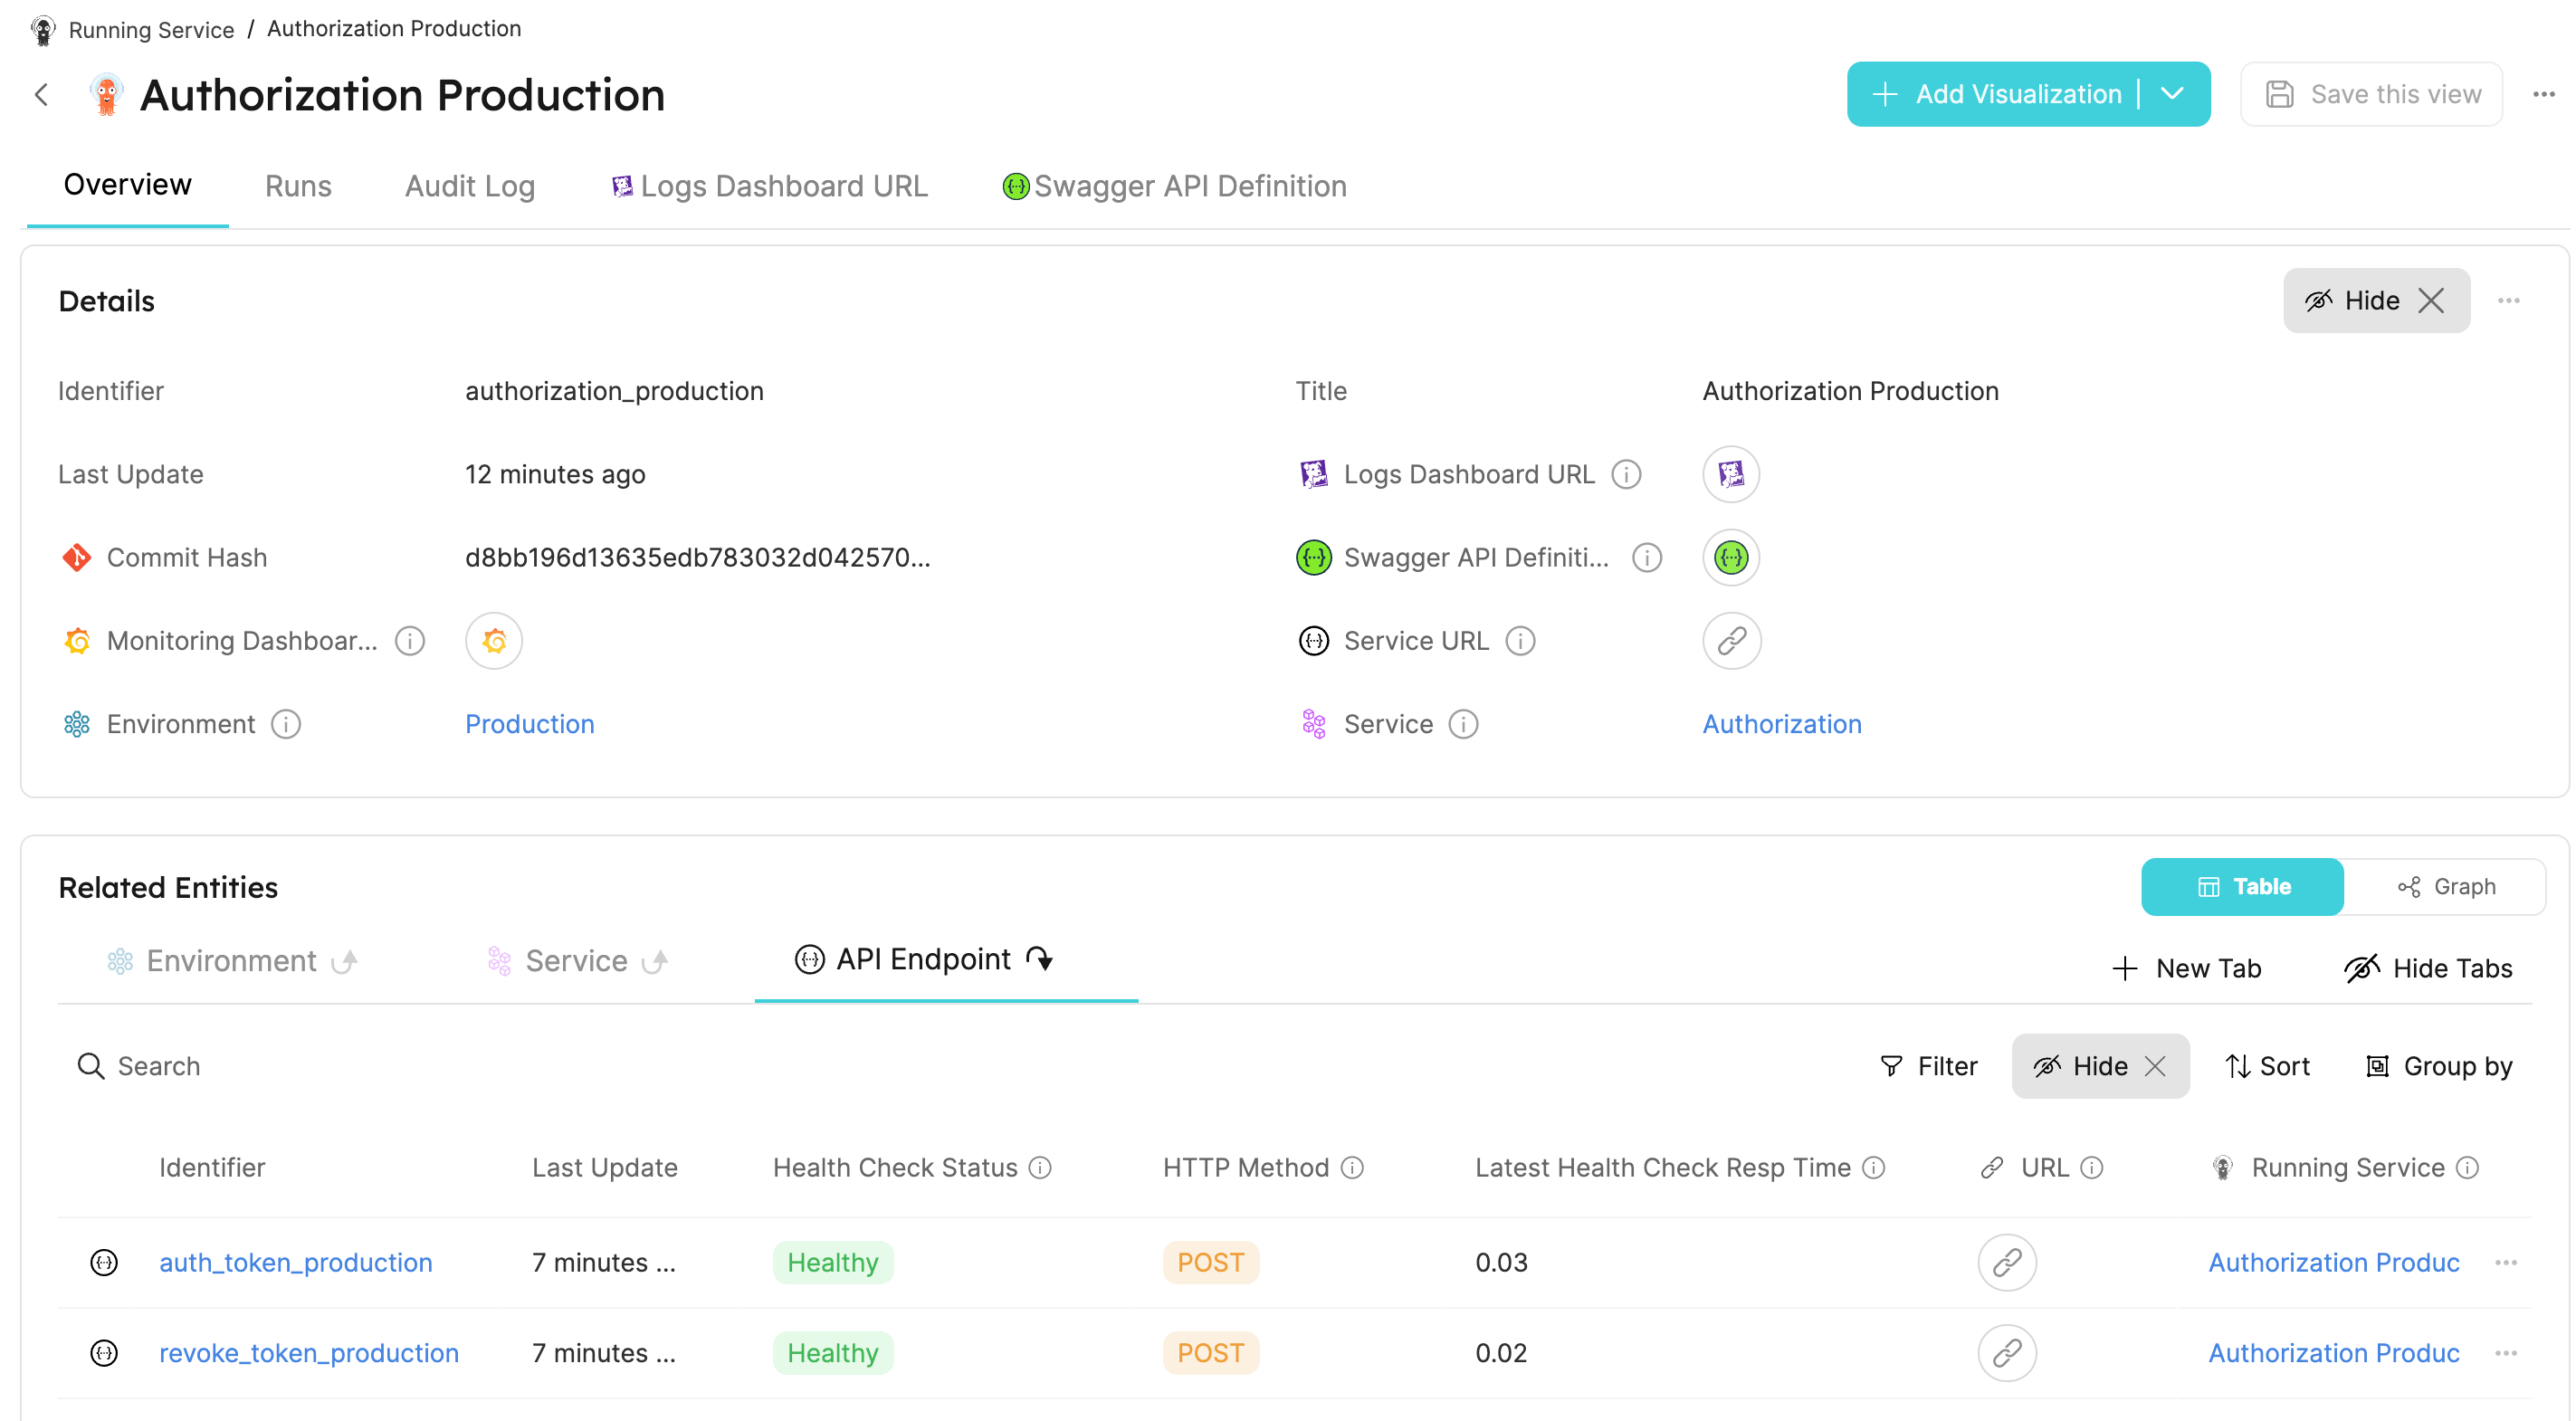 Running Service / Authorization Production
Authorization Production
Add Visualization
Save this view
Overview
Runs
Audit Log
Logs Dashboard URL
Swagger API Definition
Details
Hide
Identifier
authorization_production
Title
Authorization Production
Last Update
12 minutes ago
Logs Dashboard URL
Commit Hash
d8bb196d13635edb783032d042570...
Swagger API Definiti...
Monitoring Dashboar...
Service URL
Environment
Production
Service
Authorization
Related Entities
Table
Graph
Environment
Service
API Endpoint
New Tab
Hide Tabs
Search
Filter
Hide
Sort
Group by
Identifier
Last Update
Health Check Status
HTTP Method
Latest Health Check Resp Time
URL
Running Service
auth_token_production
7 minutes ...
Healthy
POST
0.03
Authorization Produc
revoke_token_production
7 minutes ...
Healthy
POST
0.02
Authorization Produc